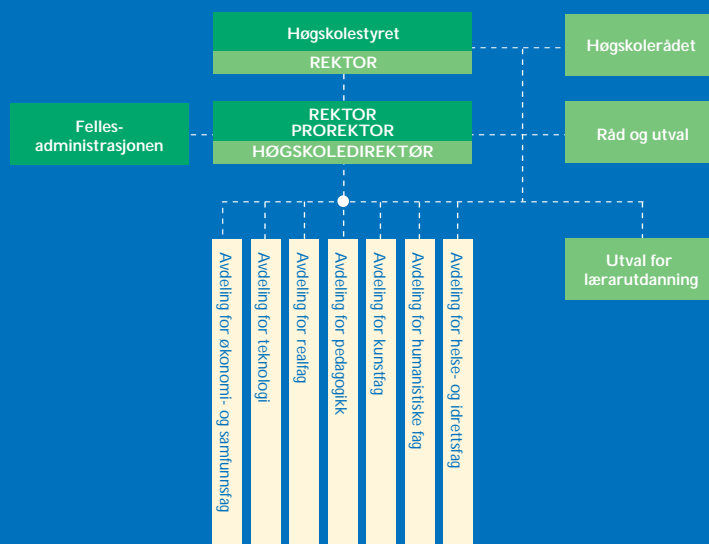 Høgskolestyret
REKTOR
Høgskolerådet
Felles-
administrasjonen
REKTOR
PROREKTOR
HØGSKOLEDIREKTØR
Råd og utval
Utval for
lærarutdanning
Avdeling for økonomi- og samfunnsfag
Avdeling for teknologi
Avdeling for realfag
Avdeling for pedagogikk
Avdeling for kunstfag
Avdeling for humanistiske fag
Avdeling for helse- og idrettsfag